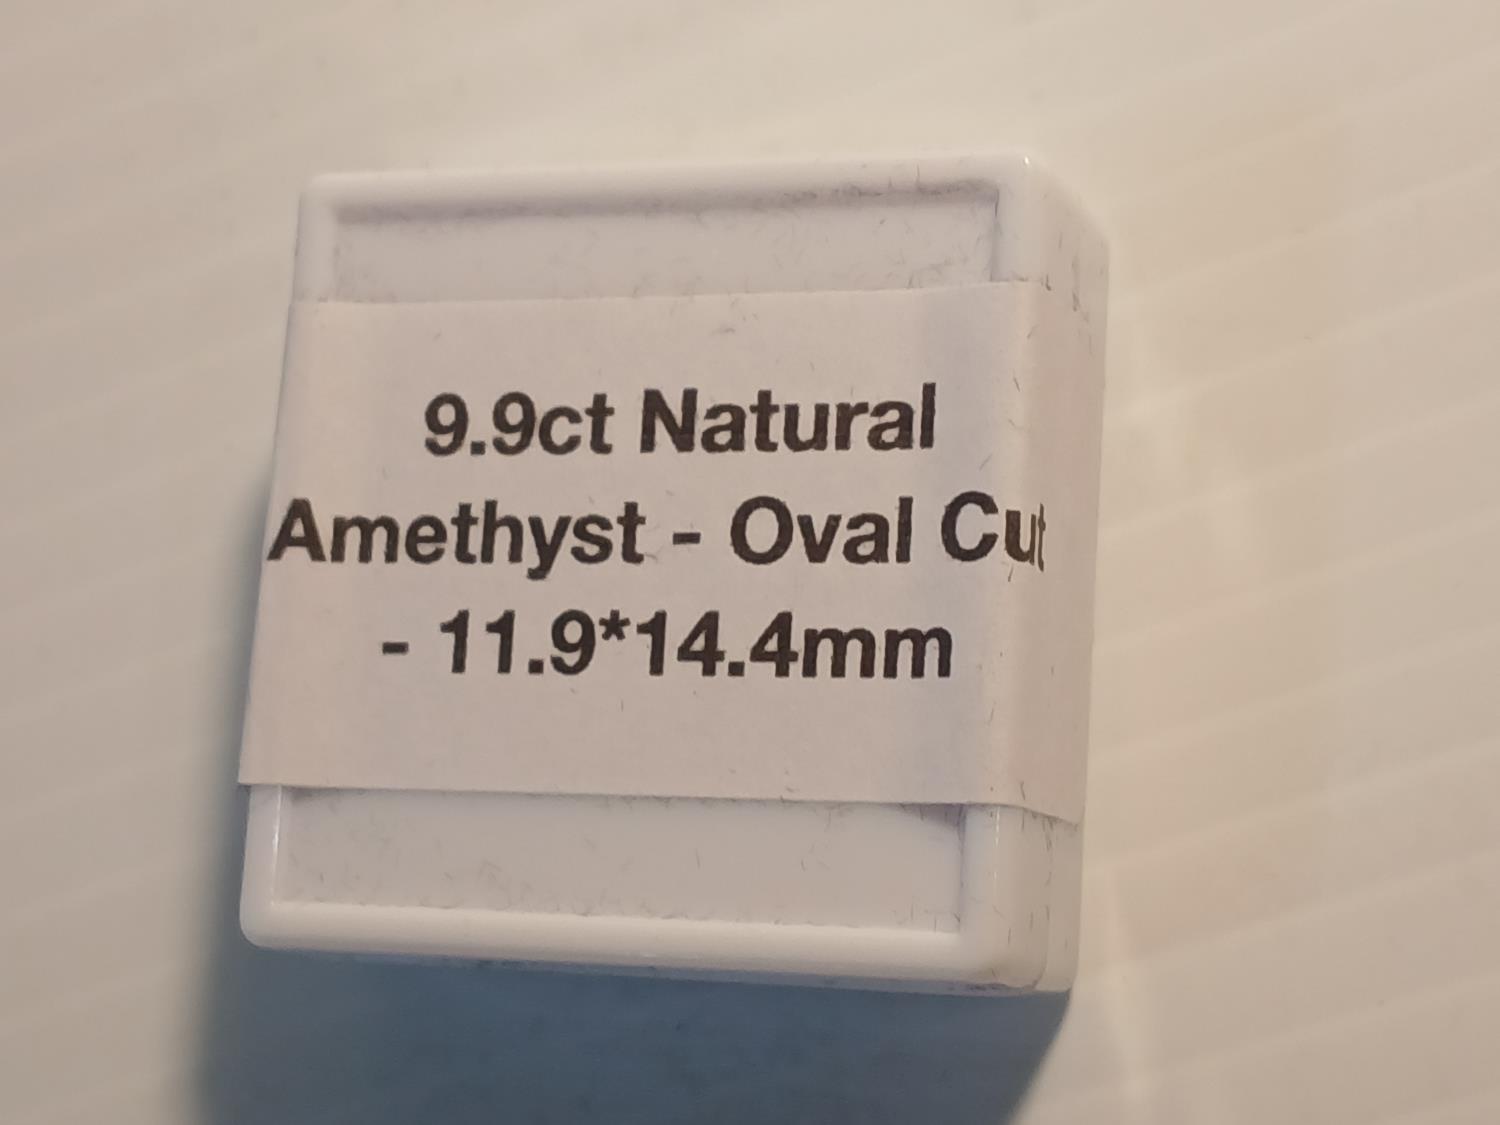 9.9ct Natural
Amethyst - Oval Cut
- 11.9*14.4mm